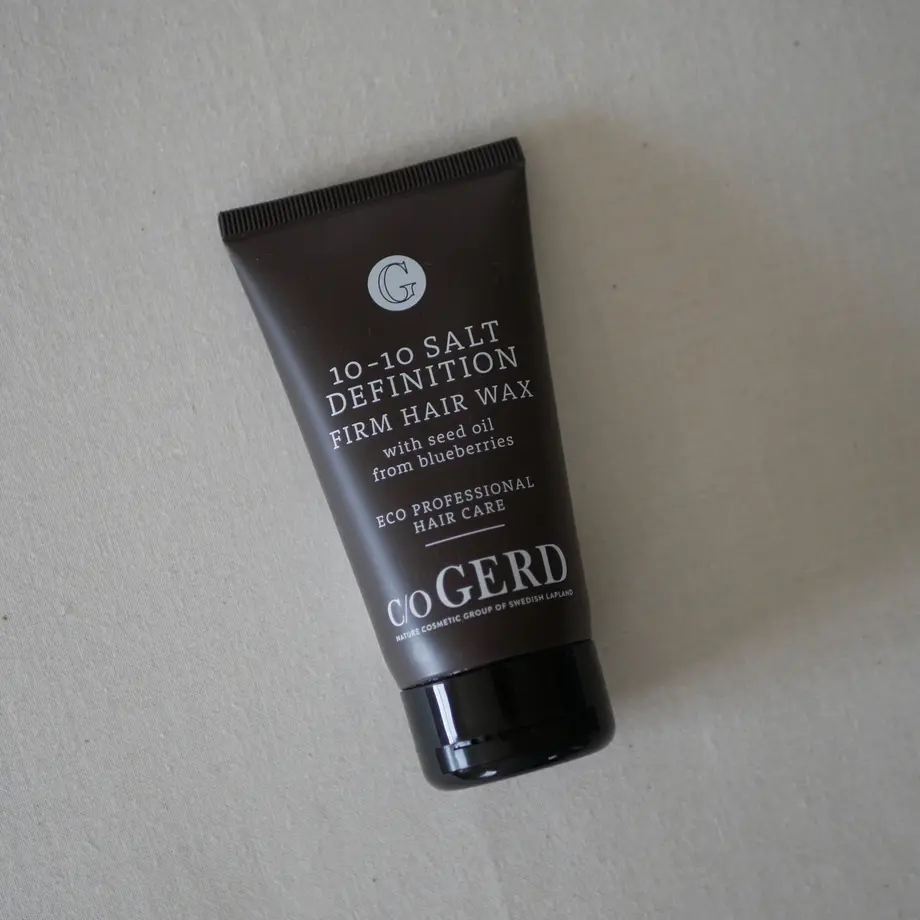 G
10-10 SALT
DEFINITION
FIRM HAIR WAX
with seed oil
from blueberries
ECO PROFESSIONAL
HAIR CARE
C/O GERD
NATURE COSMETIC GROUP OF SWEDISH LAPLAND